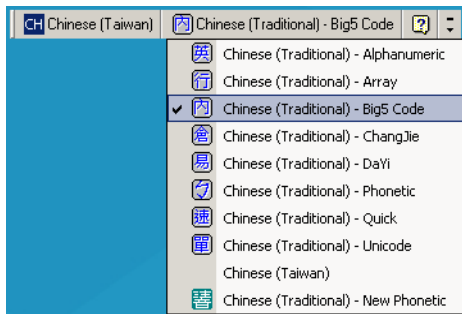 CH Chinese (Taiwan) 内 Chinese (Traditional) - Big5 Code ?
英 Chinese (Traditional) - Alphanumeric
行 Chinese (Traditional) - Array
内 Chinese (Traditional) - Big5 Code
倉 Chinese (Traditional) - ChangJie
易 Chinese (Traditional) - DaYi
ㄅ Chinese (Traditional) - Phonetic
速 Chinese (Traditional) - Quick
單 Chinese (Traditional) - Unicode
Chinese (Taiwan)
Chinese (Traditional) - New Phonetic